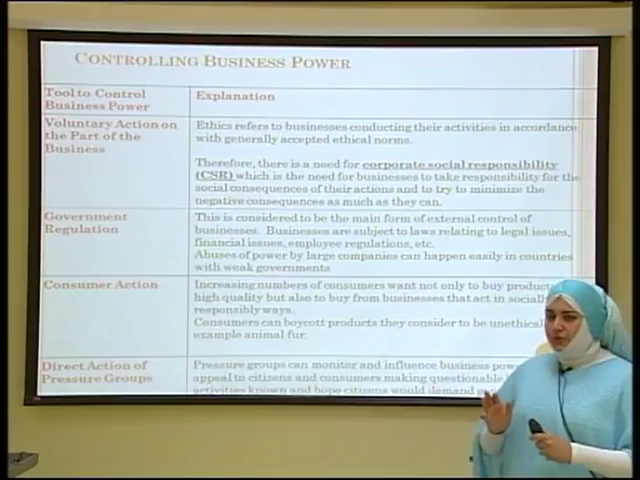 CONTROLLING BUSINESS POWER
Tool to Control
Business Power
Explanation
Voluntary Action on
the Part of the
Business
Ethics refers to businesses conducting their activities in accordance
with generally accepted ethical norms.
Therefore, there is a need for corporate social responsibility
(CSR) which is the need for businesses to take responsibility for the
social consequences of their actions and to try to minimize the
negative consequences as much as they can.
Government
Regulation
This is considered to be the main form of external control of
businesses. Businesses are subject to laws relating to legal issues,
financial issues, employee regulations, etc.
Abuses of power by large companies can happen easily in countries
with weak governments
Consumer Action
Increasing numbers of consumers want not only to buy product
high quality but also to buy from businesses that act in sociall
responsibly ways.
Consumers can boycott products they consider to be unethical
example animal fur.
Direct Action of
Pressure Groups
Pressure groups can monitor and influence business pow
appeal to citizens and consumers making questionable
activities known and hope citizens would demand